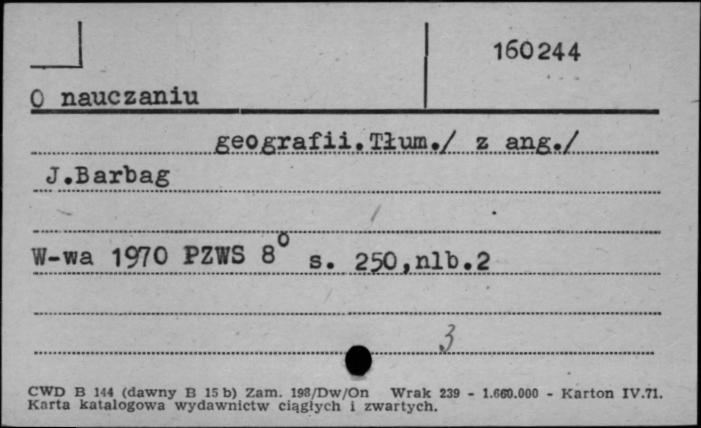 160244
O nauczaniu
geografii.Tłum./ z ang./
J.Barbag
W-wa 1970 PZWS 8° s. 250,nlb.2
3
CWD B 144 (dawny B 15 b) Zam. 198/Dw/On Wrak 239 - 1.660.000 - Karton IV.71.
Karta katalogowa wydawnictw ciągłych i zwartych.